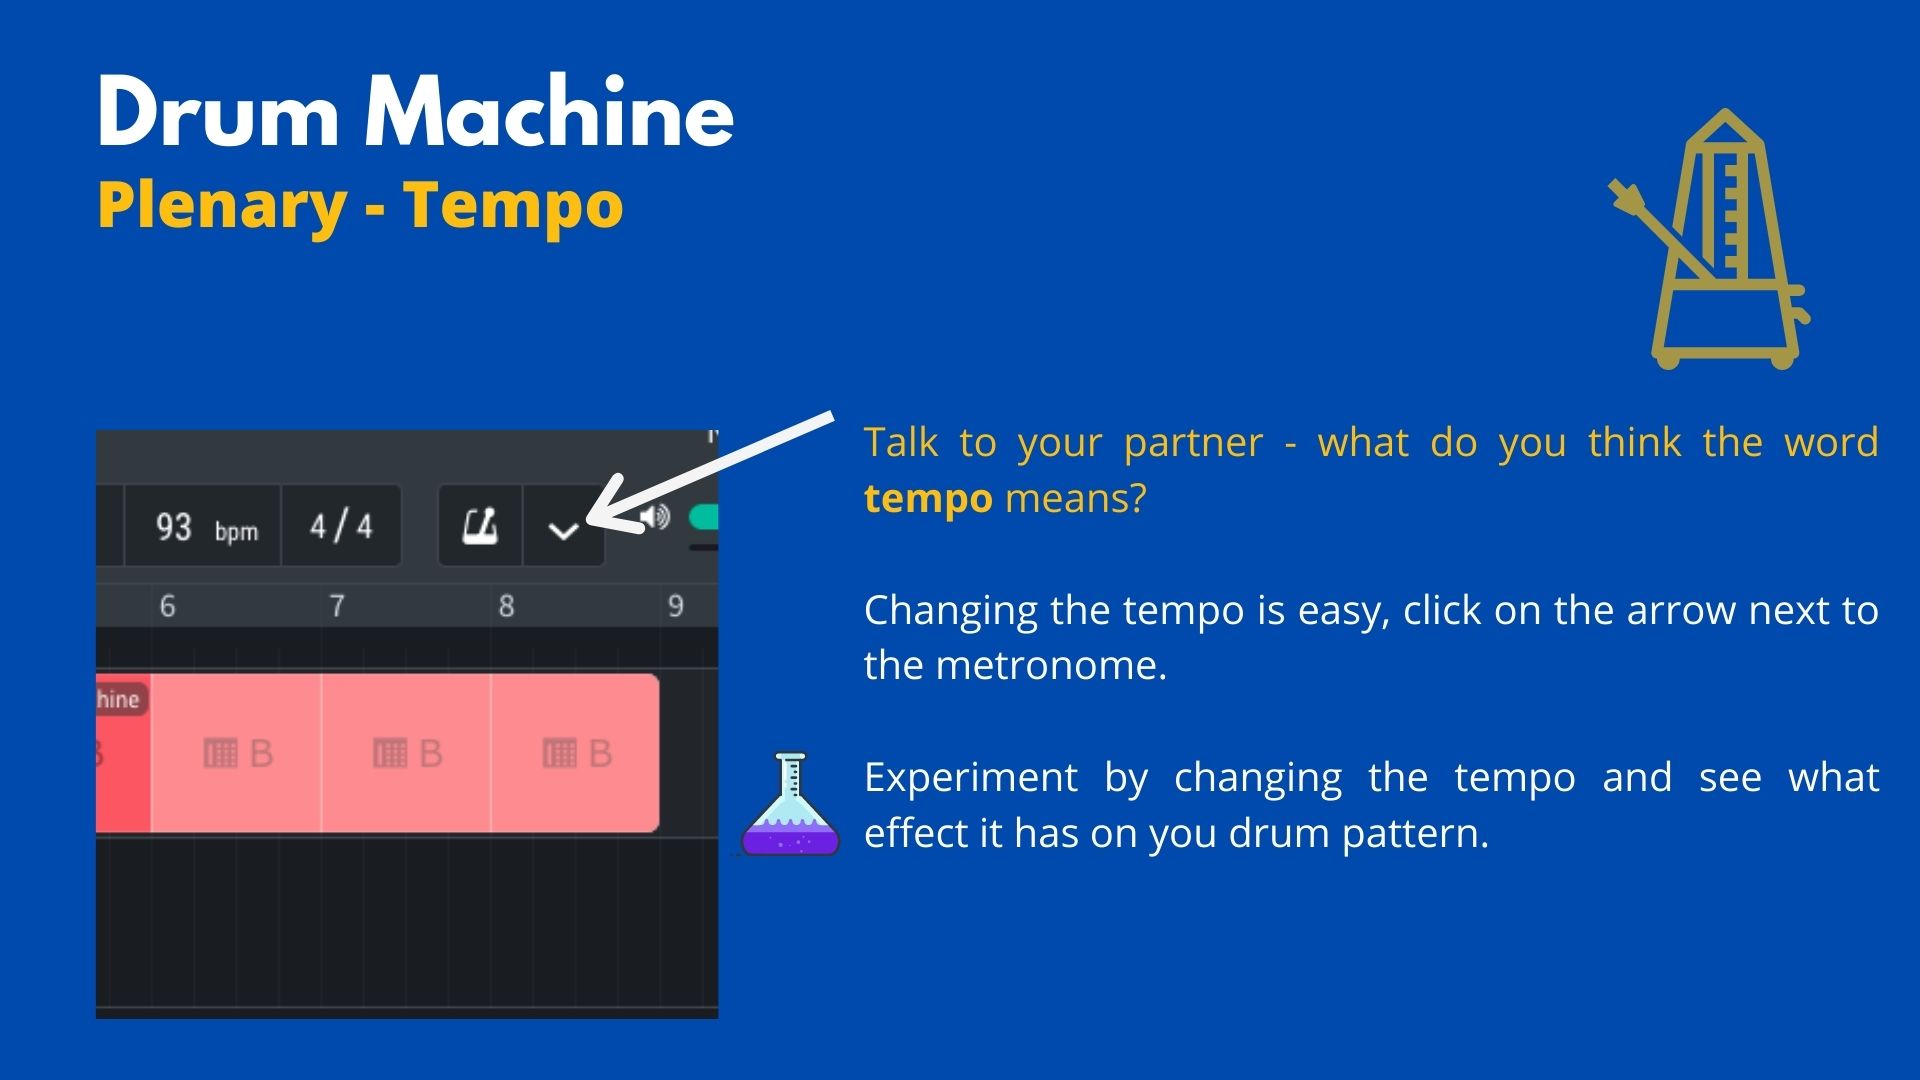 Drum Machine
Plenary - Tempo
93 bpm 4/4
6 7 8 9
hine
B B B B
Talk to your partner - what do you think the word
tempo means?
Changing the tempo is easy, click on the arrow next to
the metronome.
Experiment by changing the tempo and see what
effect it has on you drum pattern.